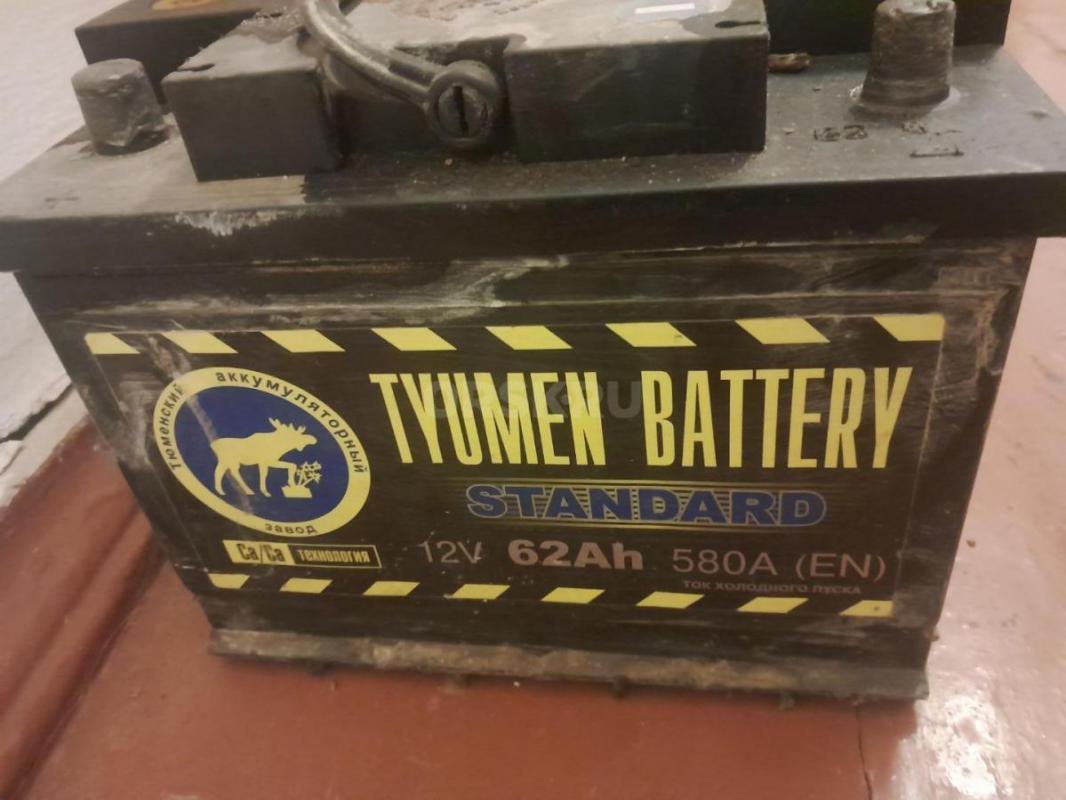 Тюменский аккумуляторный завод
TYUMEN BATTERY
STANDARD
Ca/Ca технология
12V 62Ah 580A (EN)
ток холодного пуска